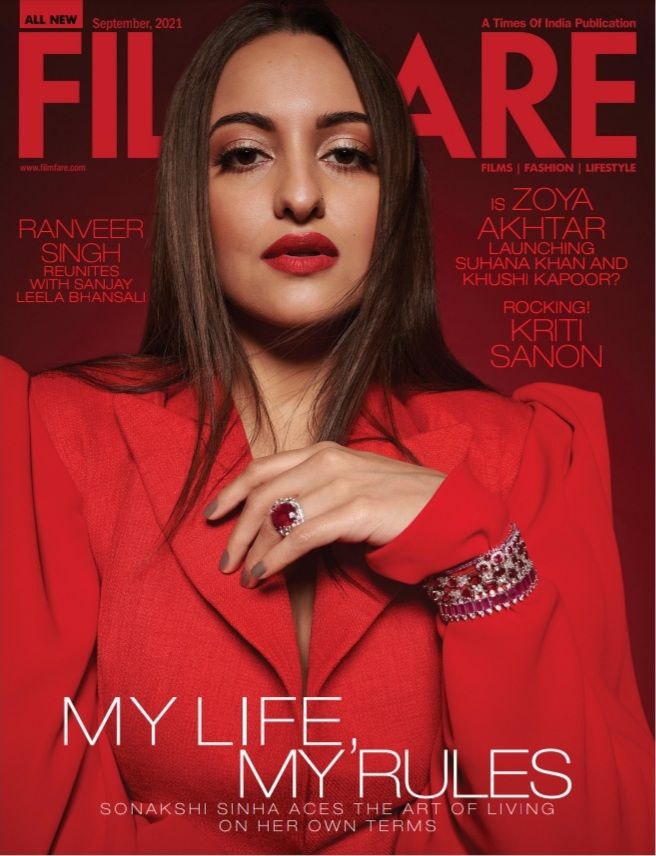 ALL NEW
September, 2021
A Times Of India Publication
FILMFARE
www.filmfare.com
FILMS | FASHION | LIFESTYLE
RANVEER
SINGH
REUNITES
WITH SANJAY
LEELA BHANSALI
IS ZOYA
AKHTAR
LAUNCHING
SUHANA KHAN AND
KHUSHI KAPOOR?
ROCKING!
KRITI
SANON
MY LIFE,
MY RULES
SONAKSHI SINHA ACES THE ART OF LIVING
ON HER OWN TERMS